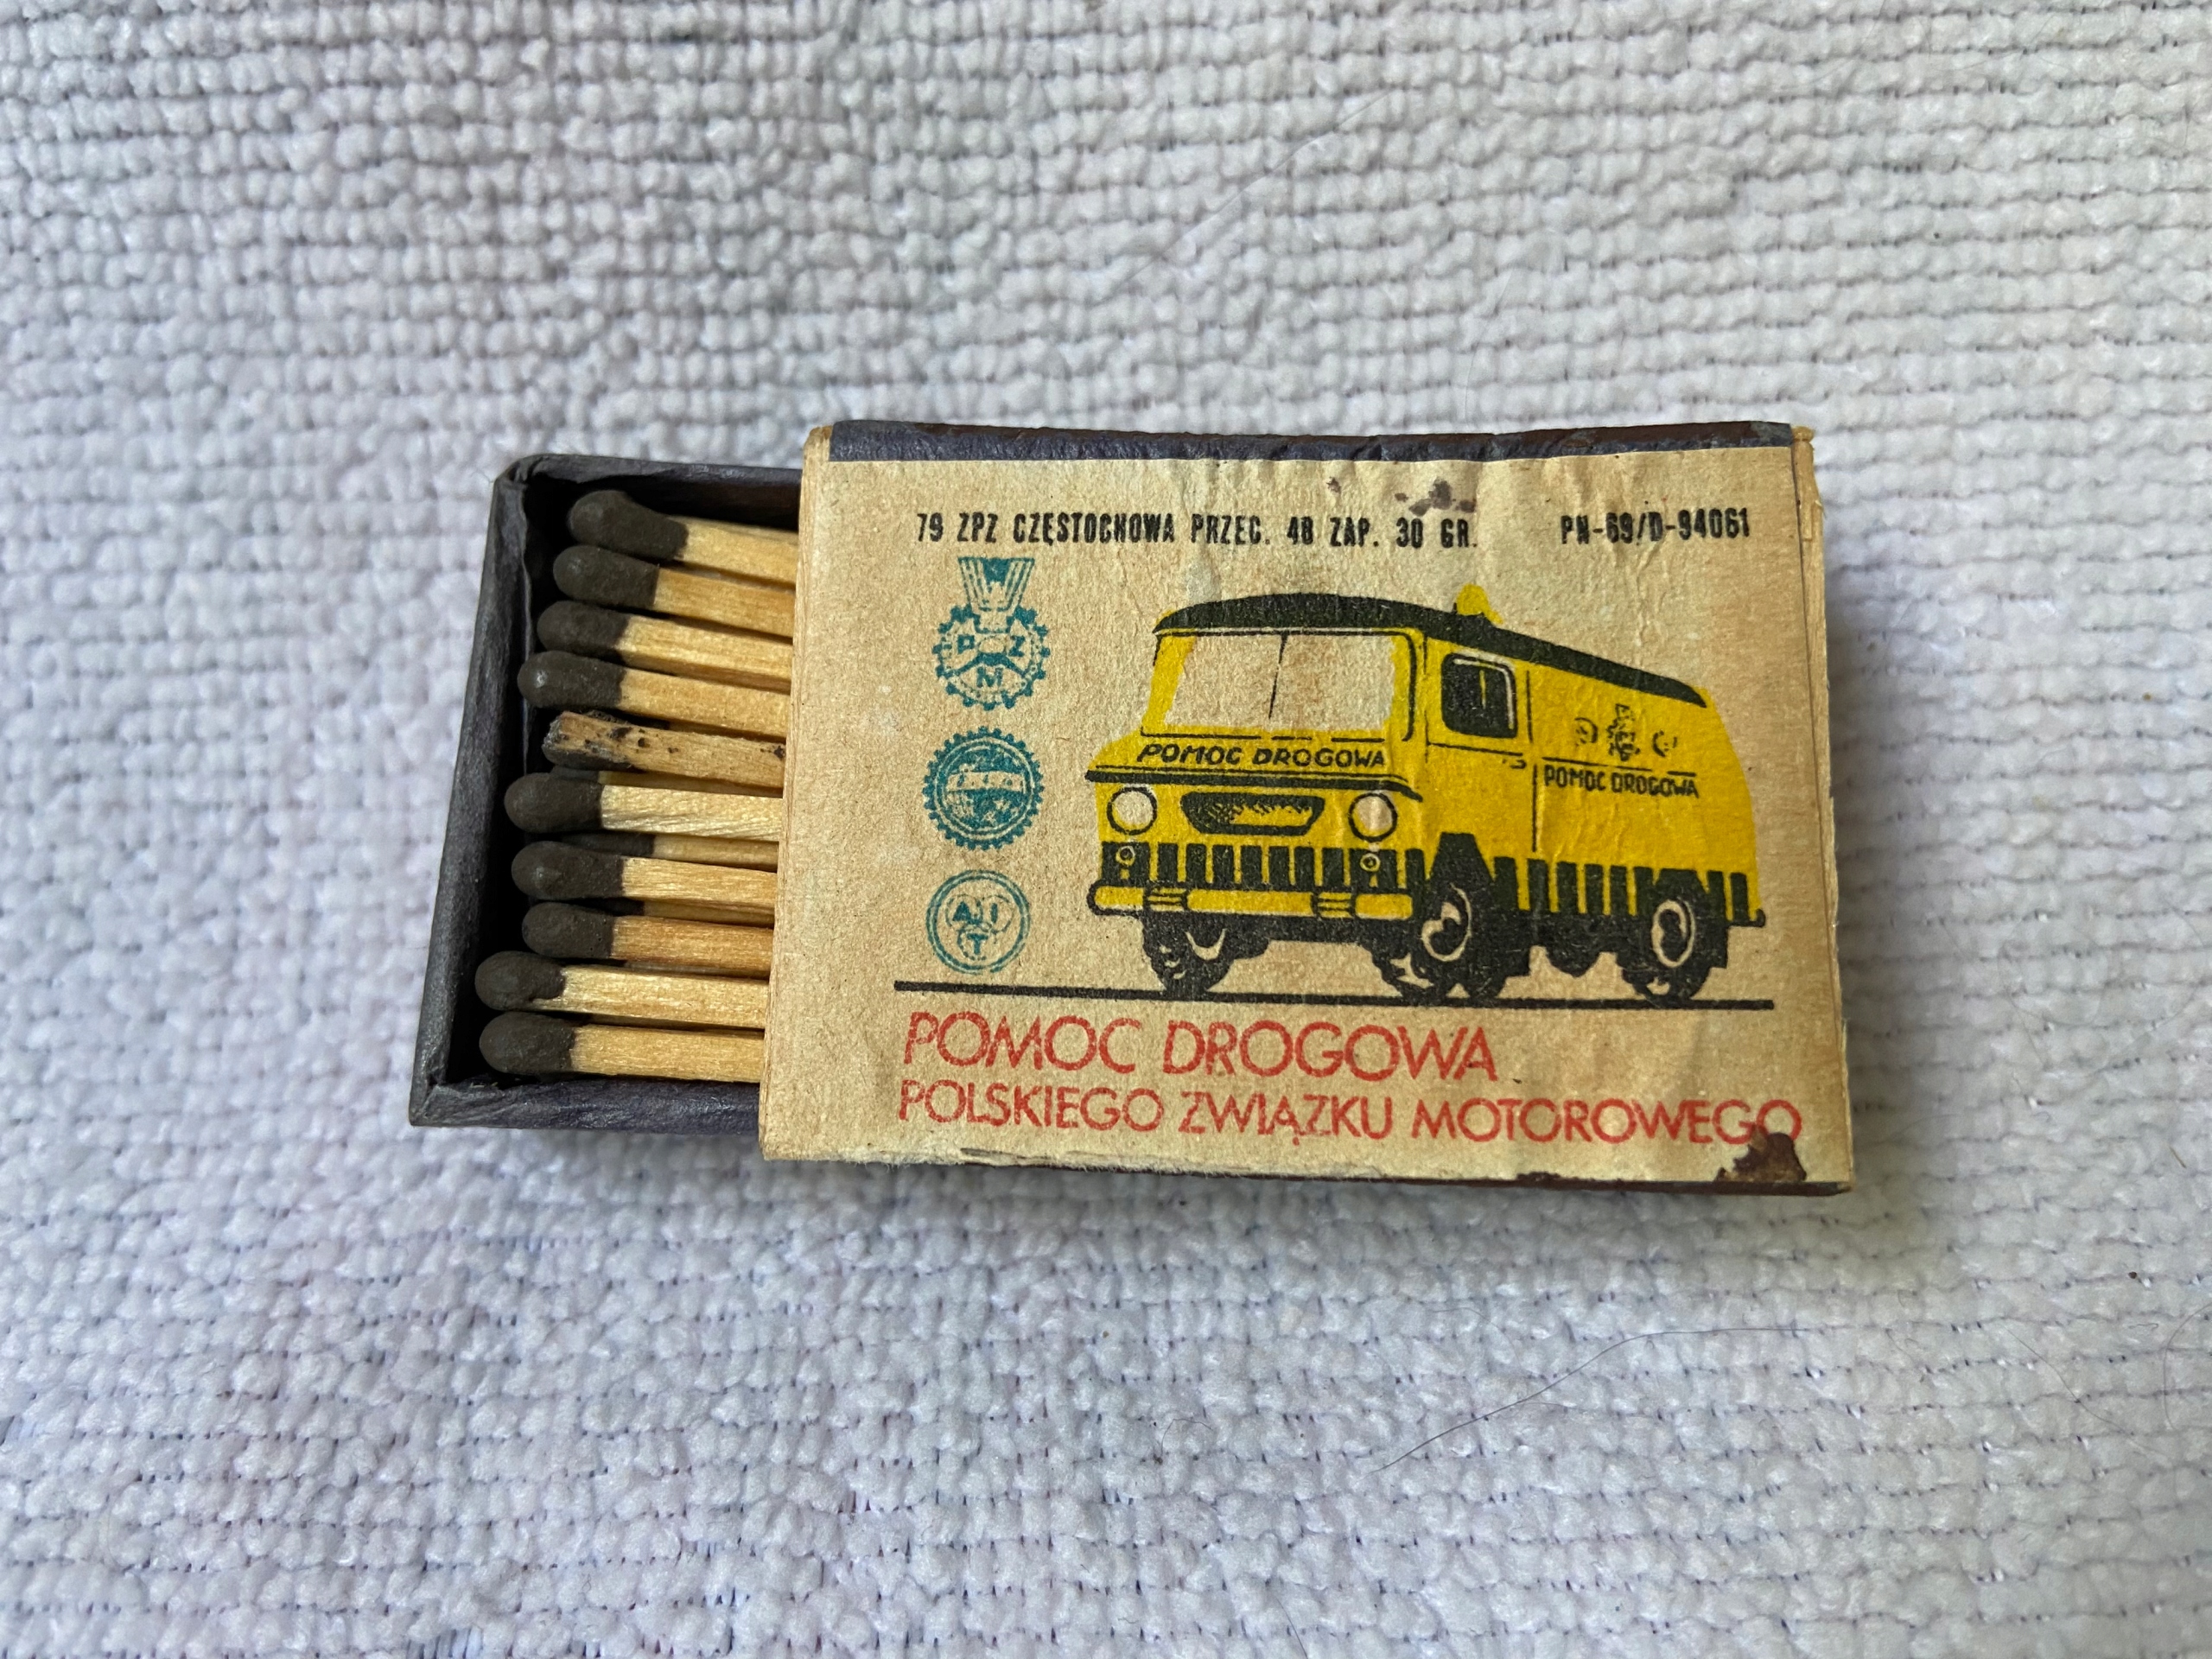 79 ZPZ CZĘSTOCHOWA PRZEC. 48 ZAP. 30 GR. PN-69/D-94061
P Z
M
A I
T
POMOC DROGOWA
POMOC DROGOWA
POMOC DROGOWA
POLSKIEGO ZWIĄZKU MOTOROWEGO